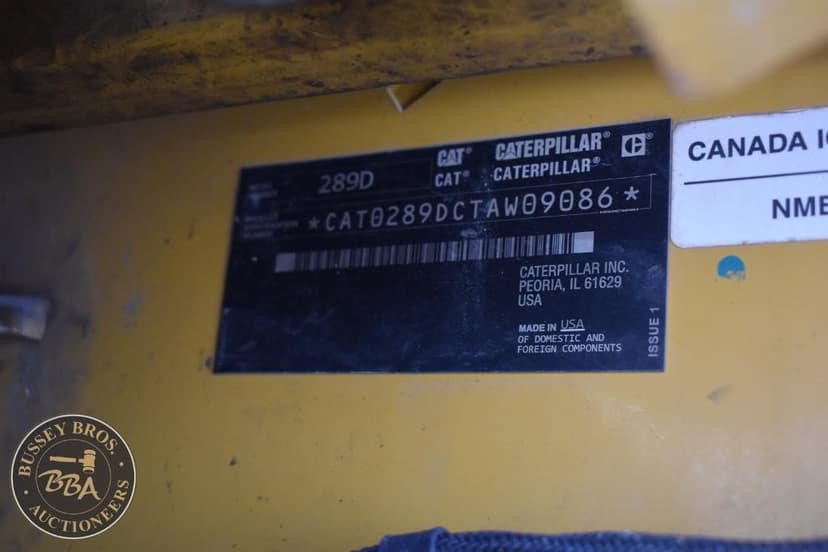 289D
CAT® CATERPILLAR®
CAT® CATERPILLAR®
*CAT0289DCTAW09086*
CATERPILLAR INC.
PEORIA, IL 61629
USA
MADE IN USA
OF DOMESTIC AND
FOREIGN COMPONENTS
ISSUE 1
CANADA
NMB
BUSSEY BROS.
BBA
AUCTIONEERS